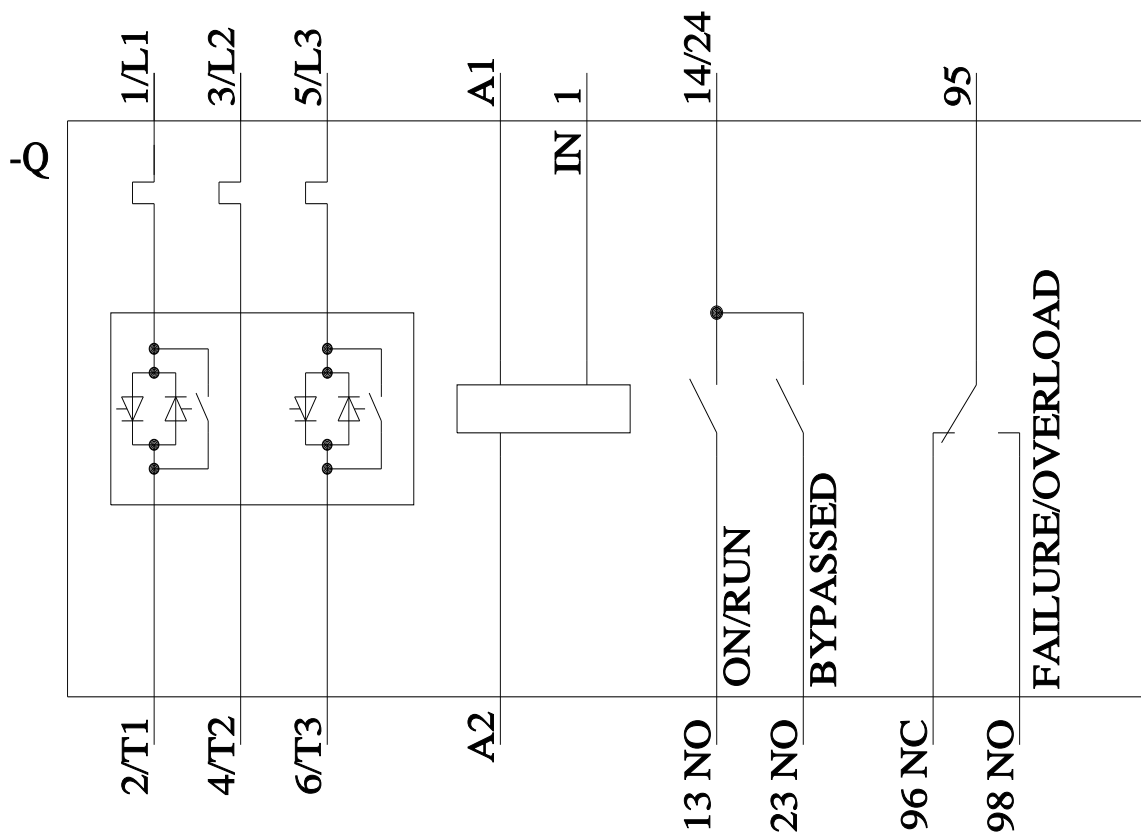 -Q
1/L1
3/L2
5/L3
A1
1
IN
14/24
95
ON/RUN
BYPASSED
FAILURE/OVERLOAD
2/T1
4/T2
6/T3
A2
13 NO
23 NO
96 NC
98 NO